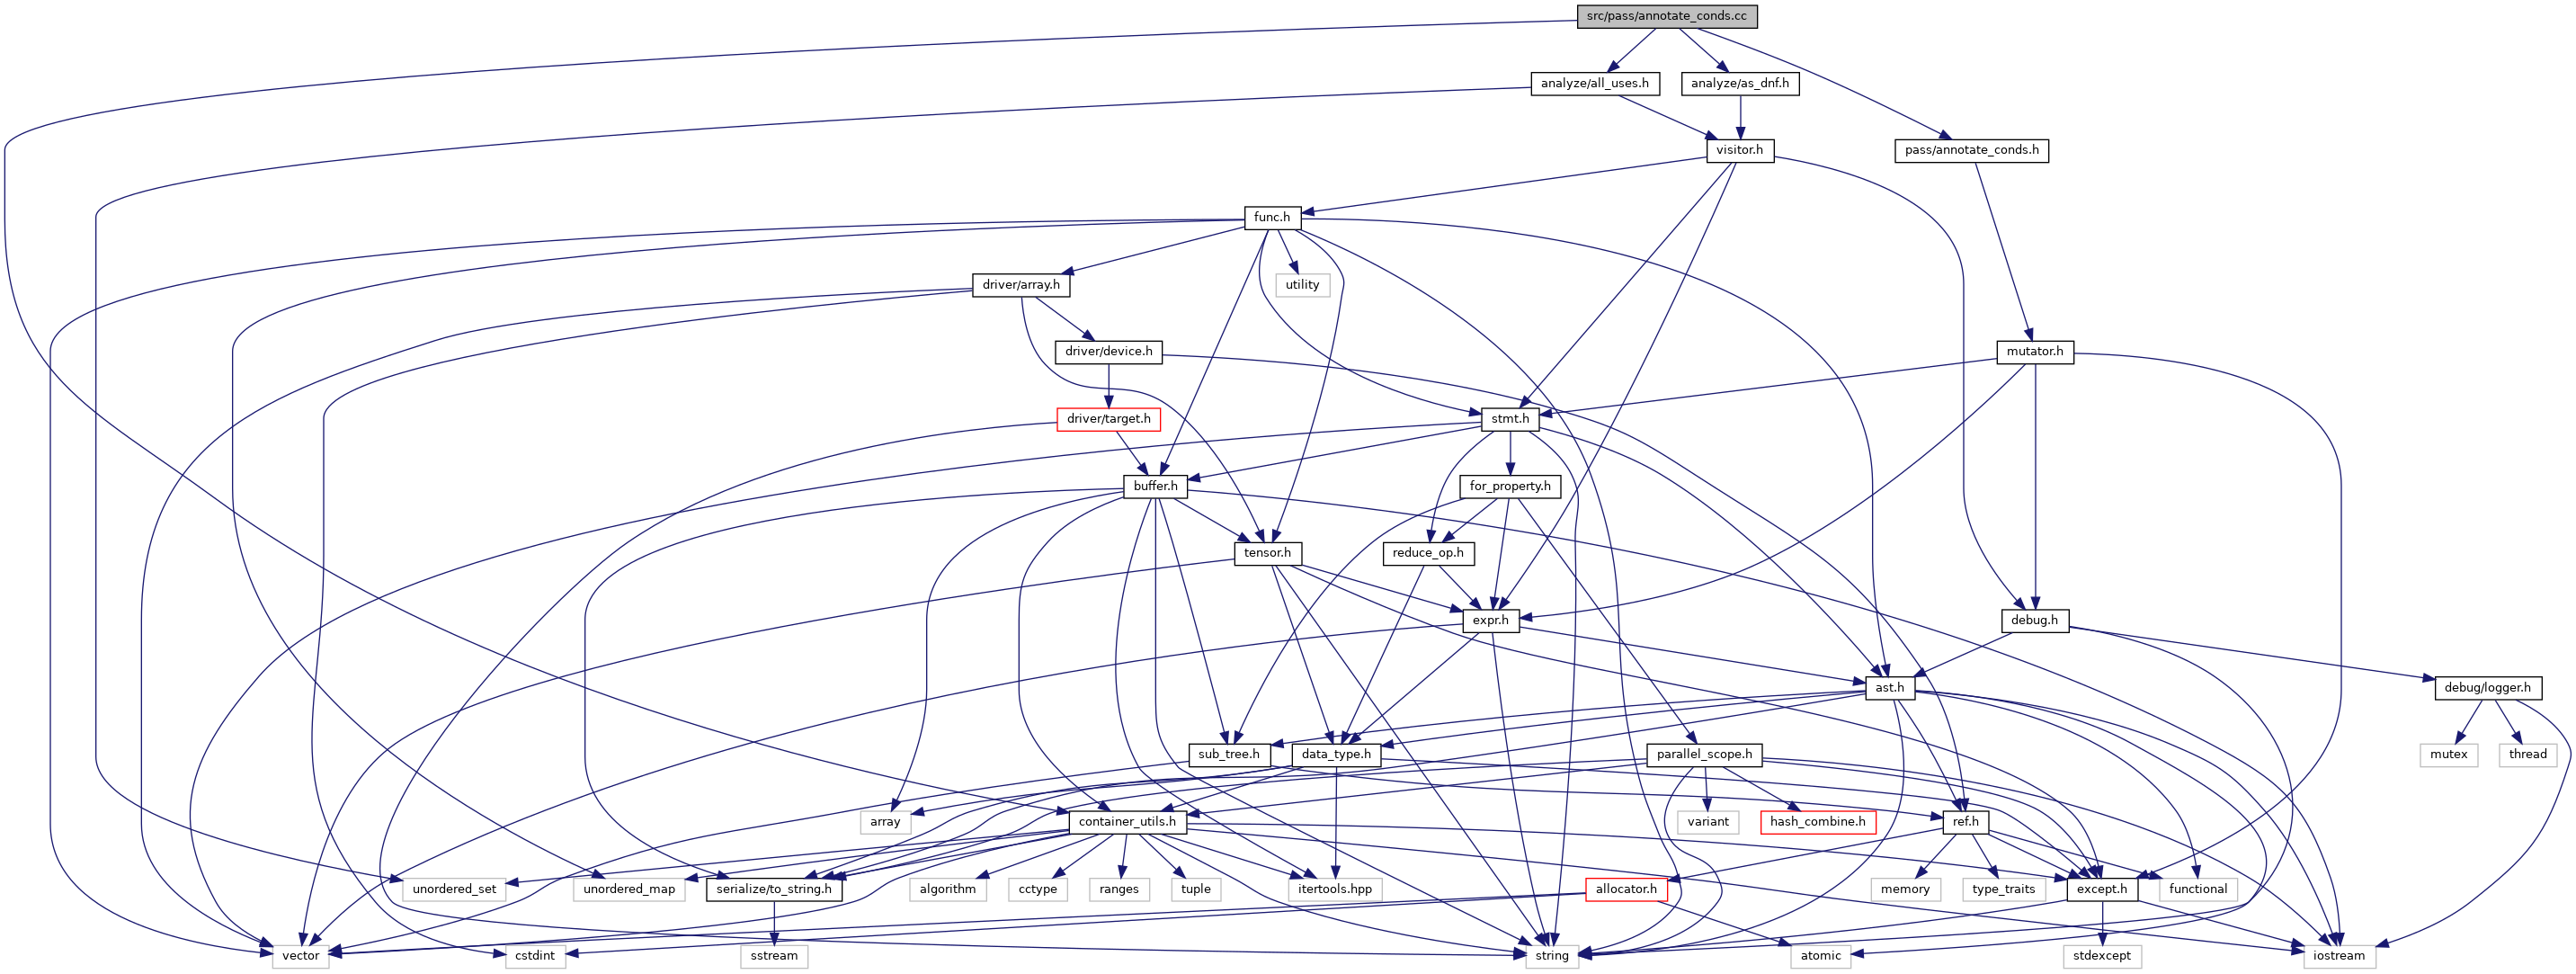 src/pass/annotate_conds.cc
analyze/all_uses.h
analyze/as_dnf.h
visitor.h
pass/annotate_conds.h
func.h
driver/array.h
utility
driver/device.h
mutator.h
driver/target.h
stmt.h
buffer.h
for_property.h
tensor.h
reduce_op.h
expr.h
debug.h
ast.h
debug/logger.h
sub_tree.h
data_type.h
parallel_scope.h
mutex
thread
array
container_utils.h
variant
hash_combine.h
ref.h
unordered_set
unordered_map
serialize/to_string.h
algorithm
cctype
ranges
tuple
itertools.hpp
allocator.h
memory
type_traits
except.h
functional
vector
cstdint
sstream
string
atomic
stdexcept
iostream